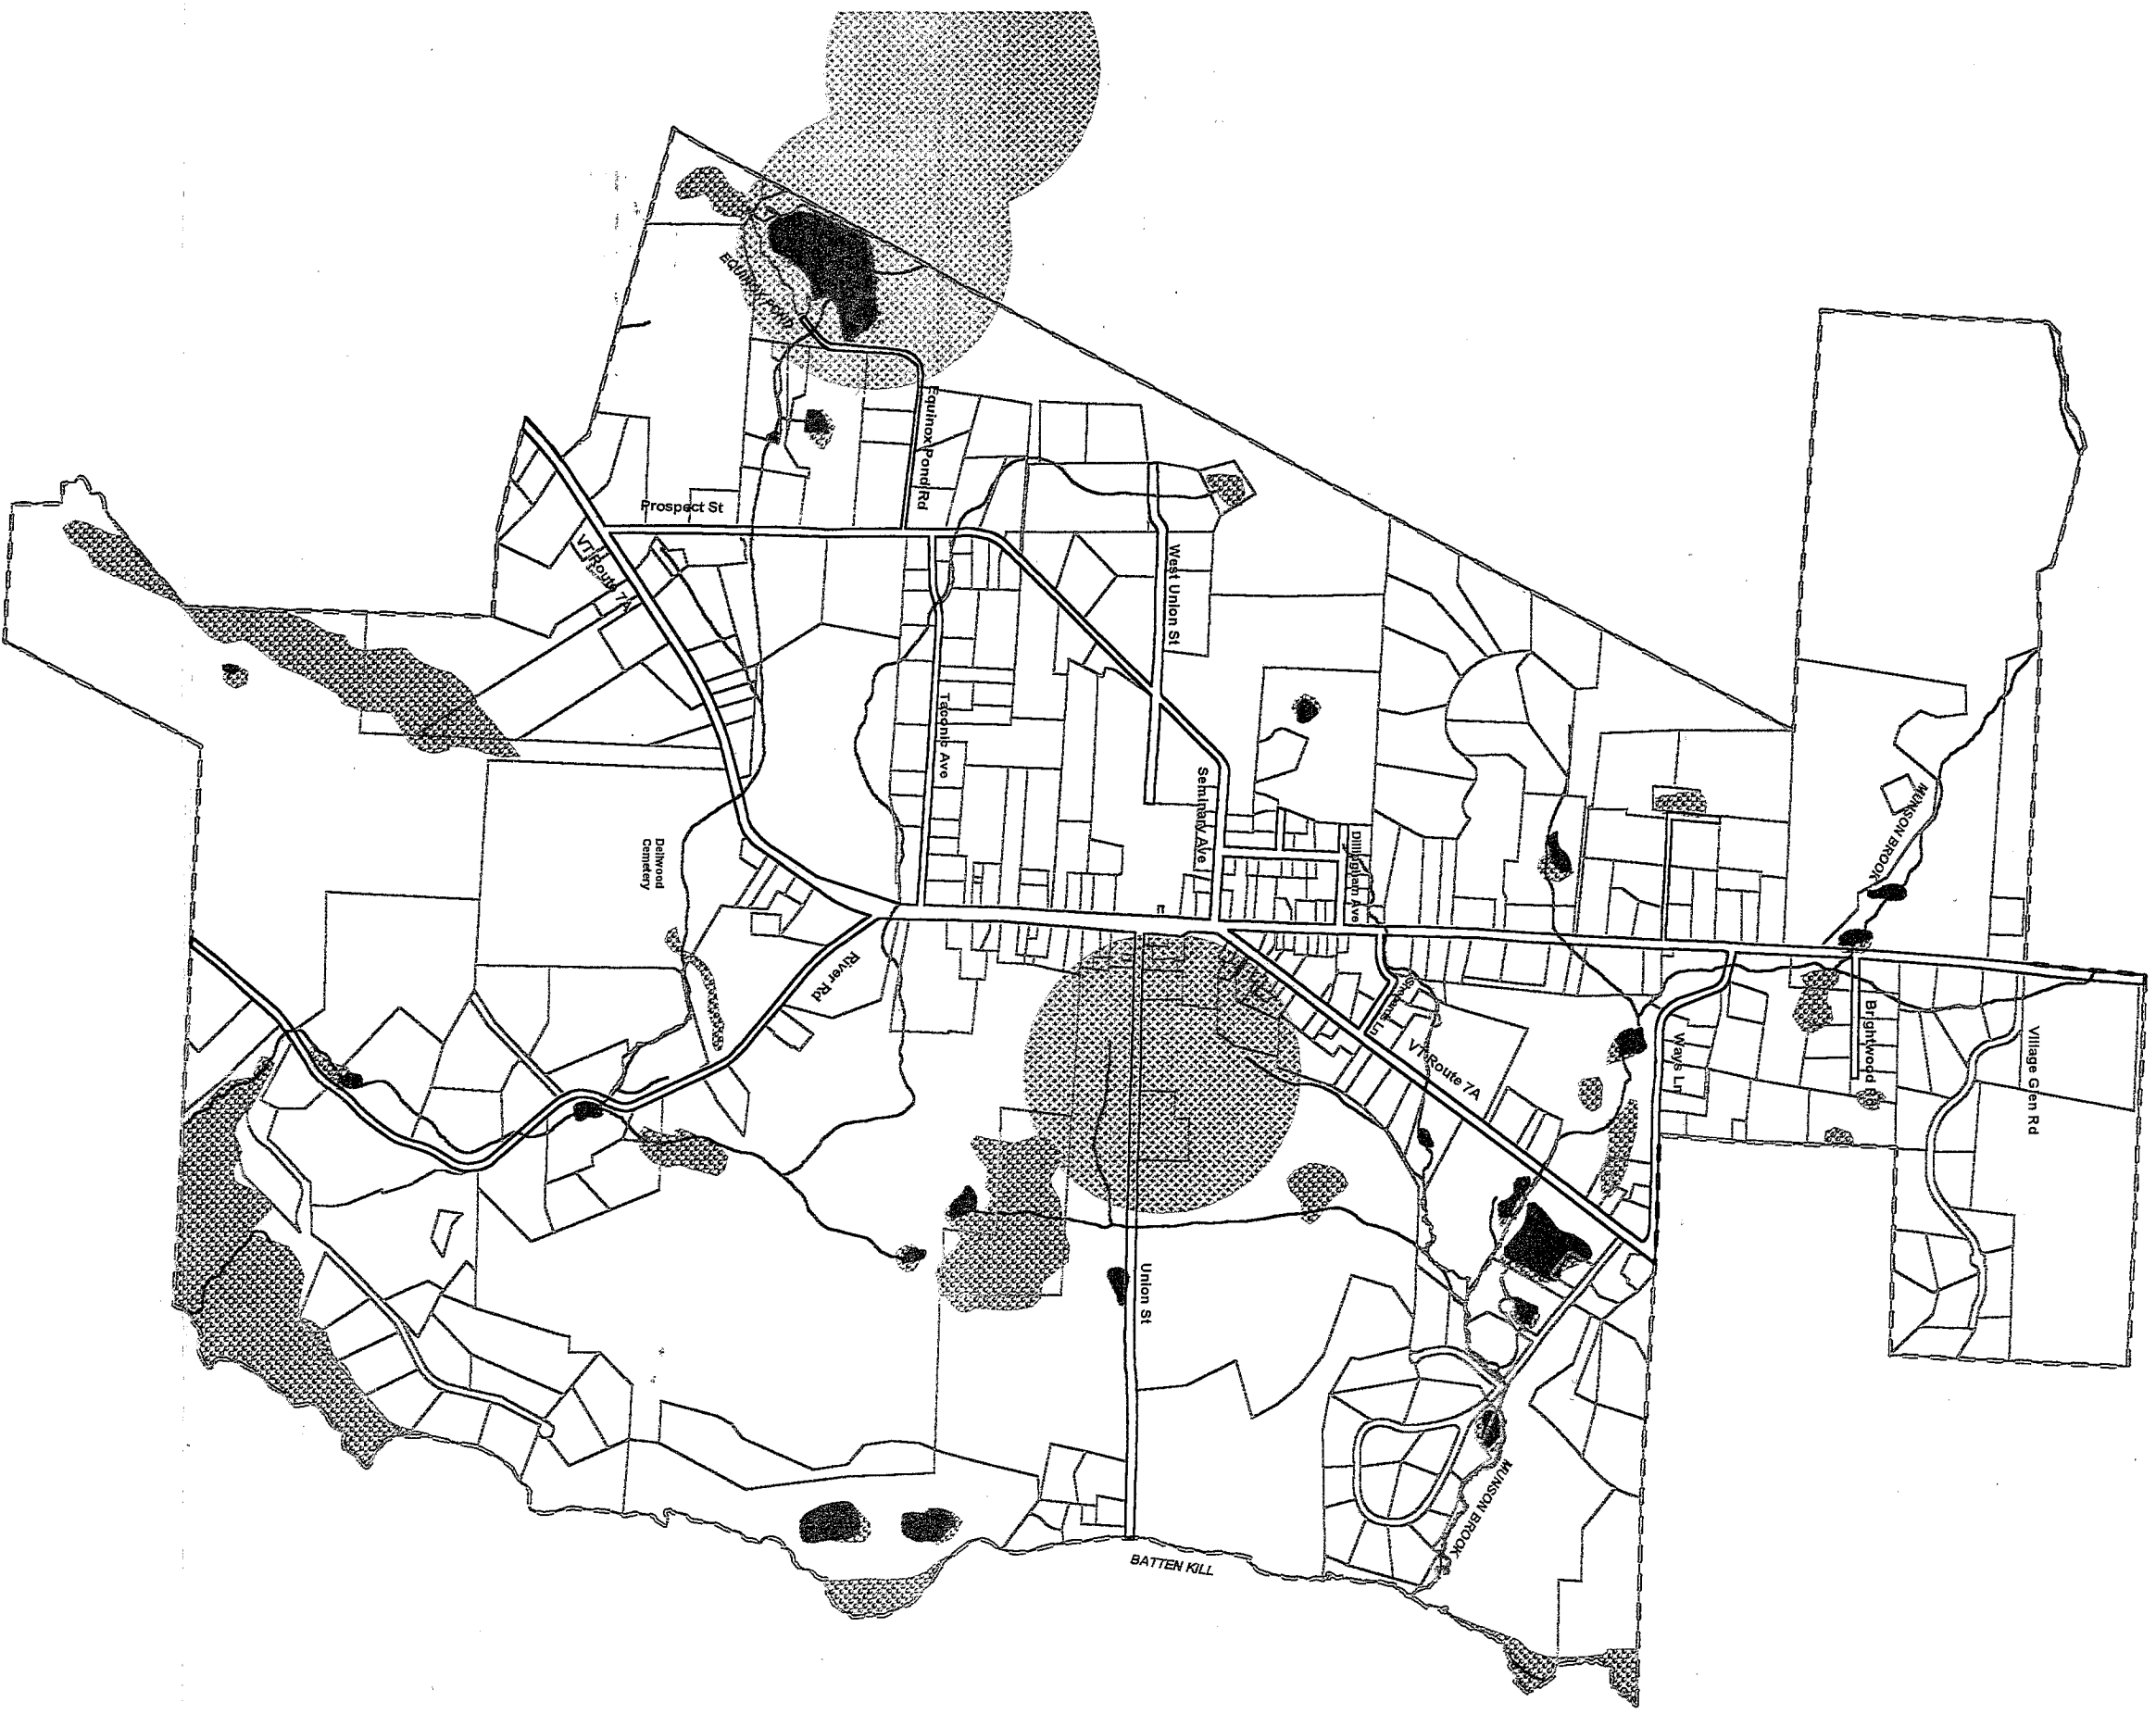 EQUINOX POND
Equinox Pond Rd
Prospect St
VT Route 7A
West Union St
Taconic Ave
Seminary Ave
Dillingham Ave
MUNSON BROOK
Dellwood
Cemetery
River Rd
VT Route 7A
Ways Ln
Brightwood Rd
Village Glen Rd
Union St
MUNSON BROOK
BATTEN KILL